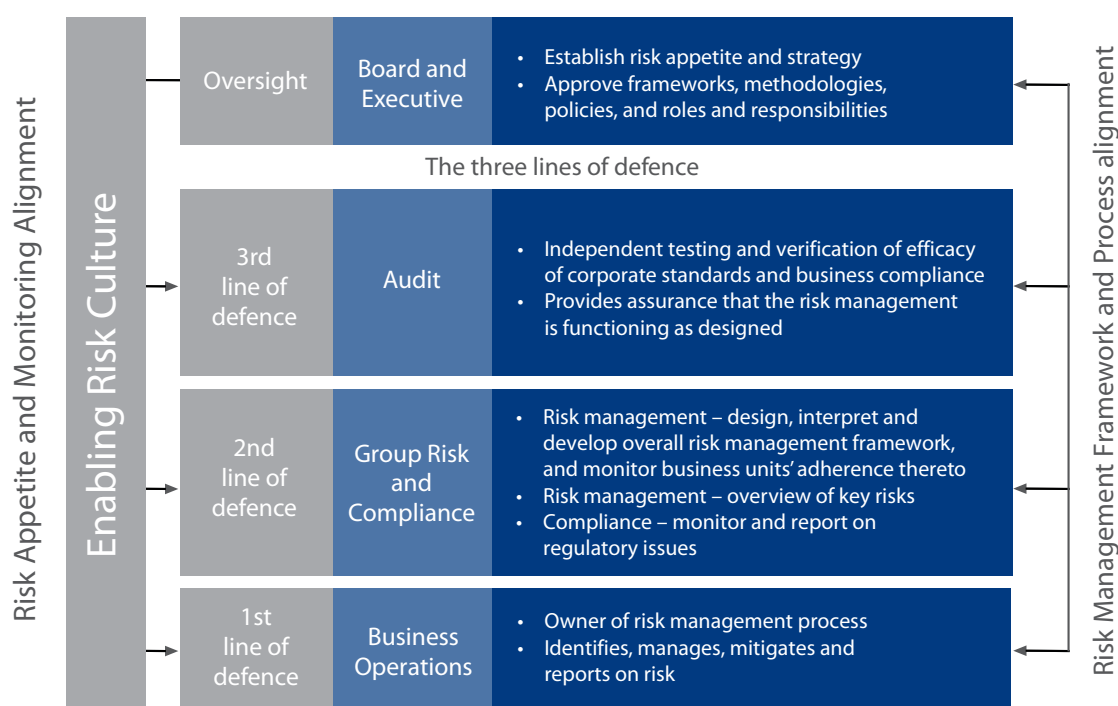 Risk Appetite and Monitoring Alignment
Enabling Risk Culture
Oversight
Board and
Executive
• Establish risk appetite and strategy
• Approve frameworks, methodologies,
policies, and roles and responsibilities
The three lines of defence
3rd
line of
defence
Audit
• Independent testing and verification of efficacy
of corporate standards and business compliance
• Provides assurance that the risk management
is functioning as designed
2nd
line of
defence
Group Risk
and
Compliance
• Risk management – design, interpret and
develop overall risk management framework,
and monitor business units’ adherence thereto
• Risk management – overview of key risks
• Compliance – monitor and report on
regulatory issues
1st
line of
defence
Business
Operations
• Owner of risk management process
• Identifies, manages, mitigates and
reports on risk
Risk Management Framework and Process alignment